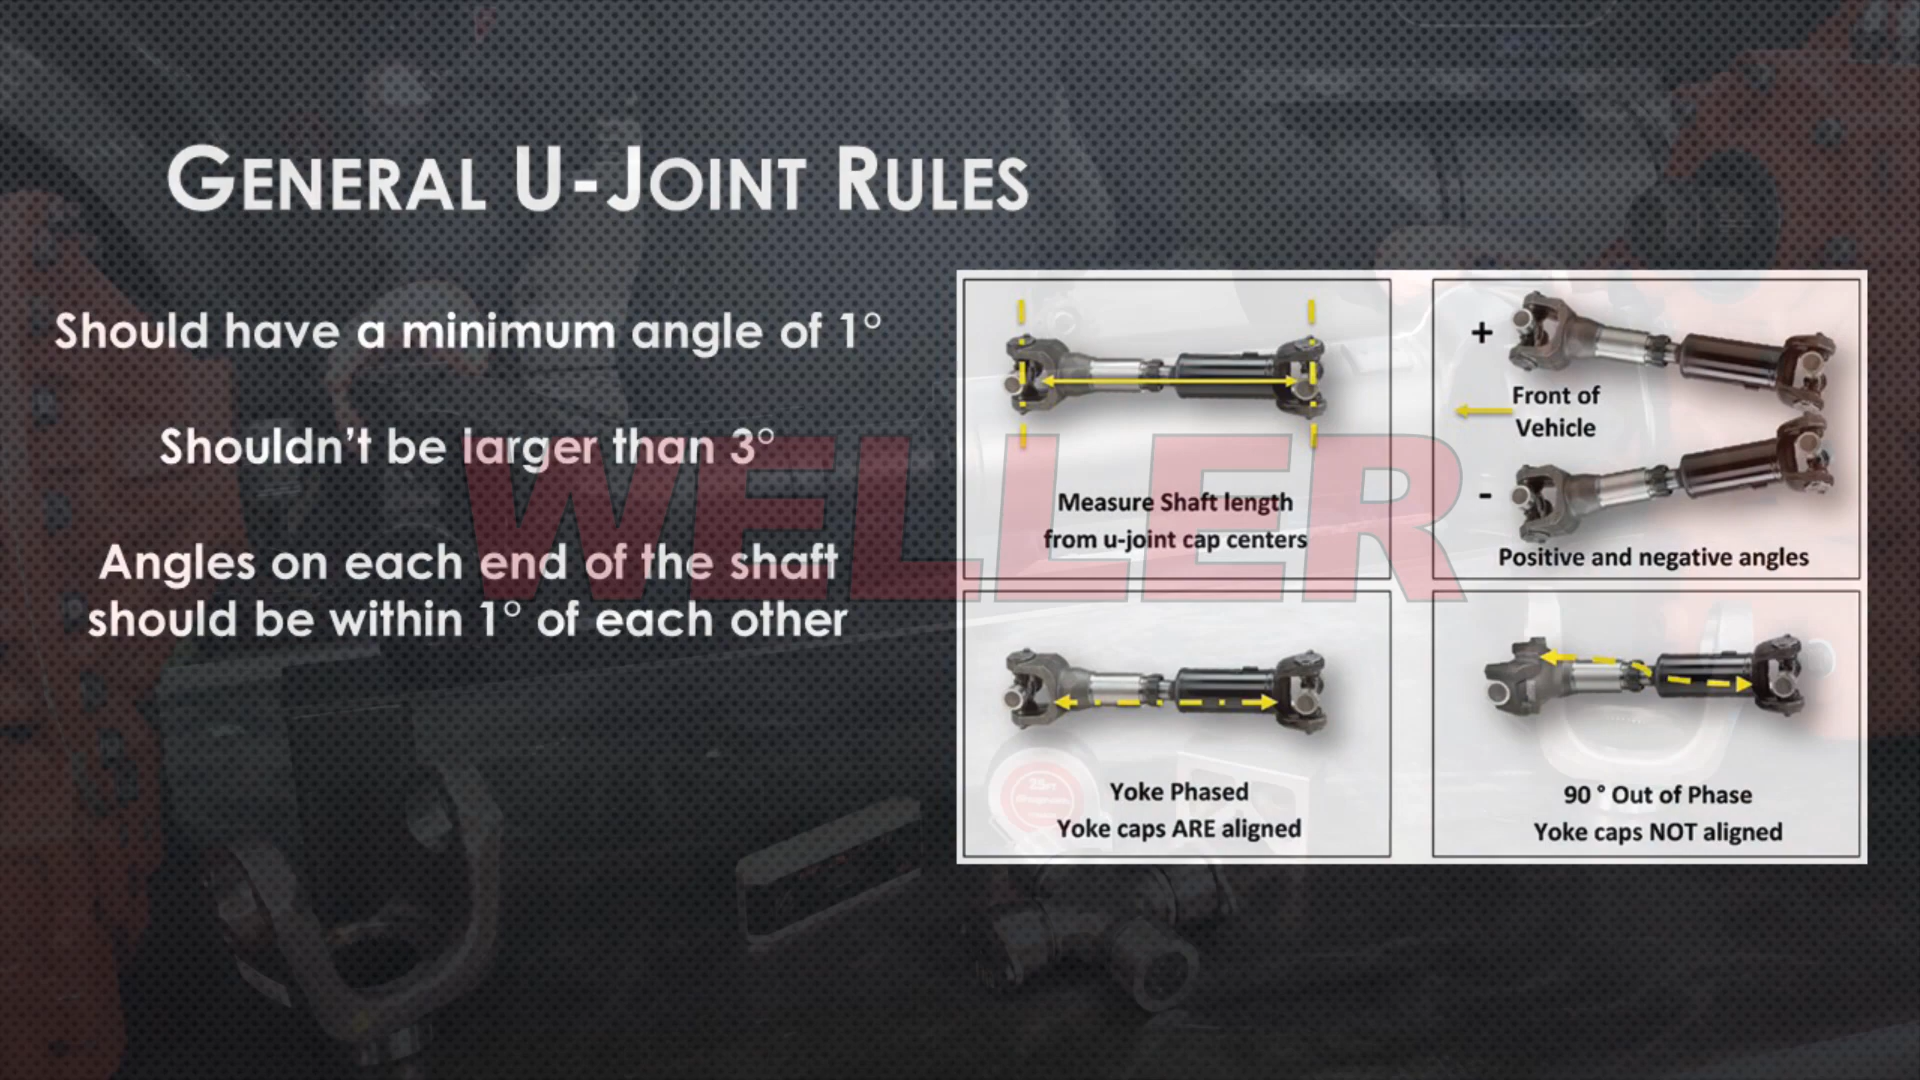 GENERAL U-JOINT RULES
Should have a minimum angle of 1°
Shouldn't be larger than 3°
Angles on each end of the shaft
should be within 1° of each other
WELLER
Measure Shaft length
from u-joint cap centers
+
Front of
Vehicle
-
Positive and negative angles
Yoke Phased
Yoke caps ARE aligned
90 ° Out of Phase
Yoke caps NOT aligned